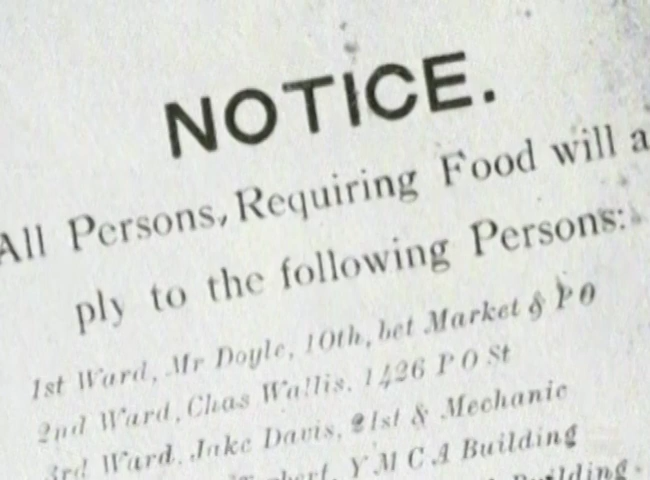 NOTICE.
All Persons, Requiring Food will a
ply to the following Persons:
1st Ward, Mr Doyle, 10th, bet Market & P O
2nd Ward, Chas Wallis. 1426 P O St
3rd Ward. Jake Davis, 21st & Mechanic
Y M C A Building
Building